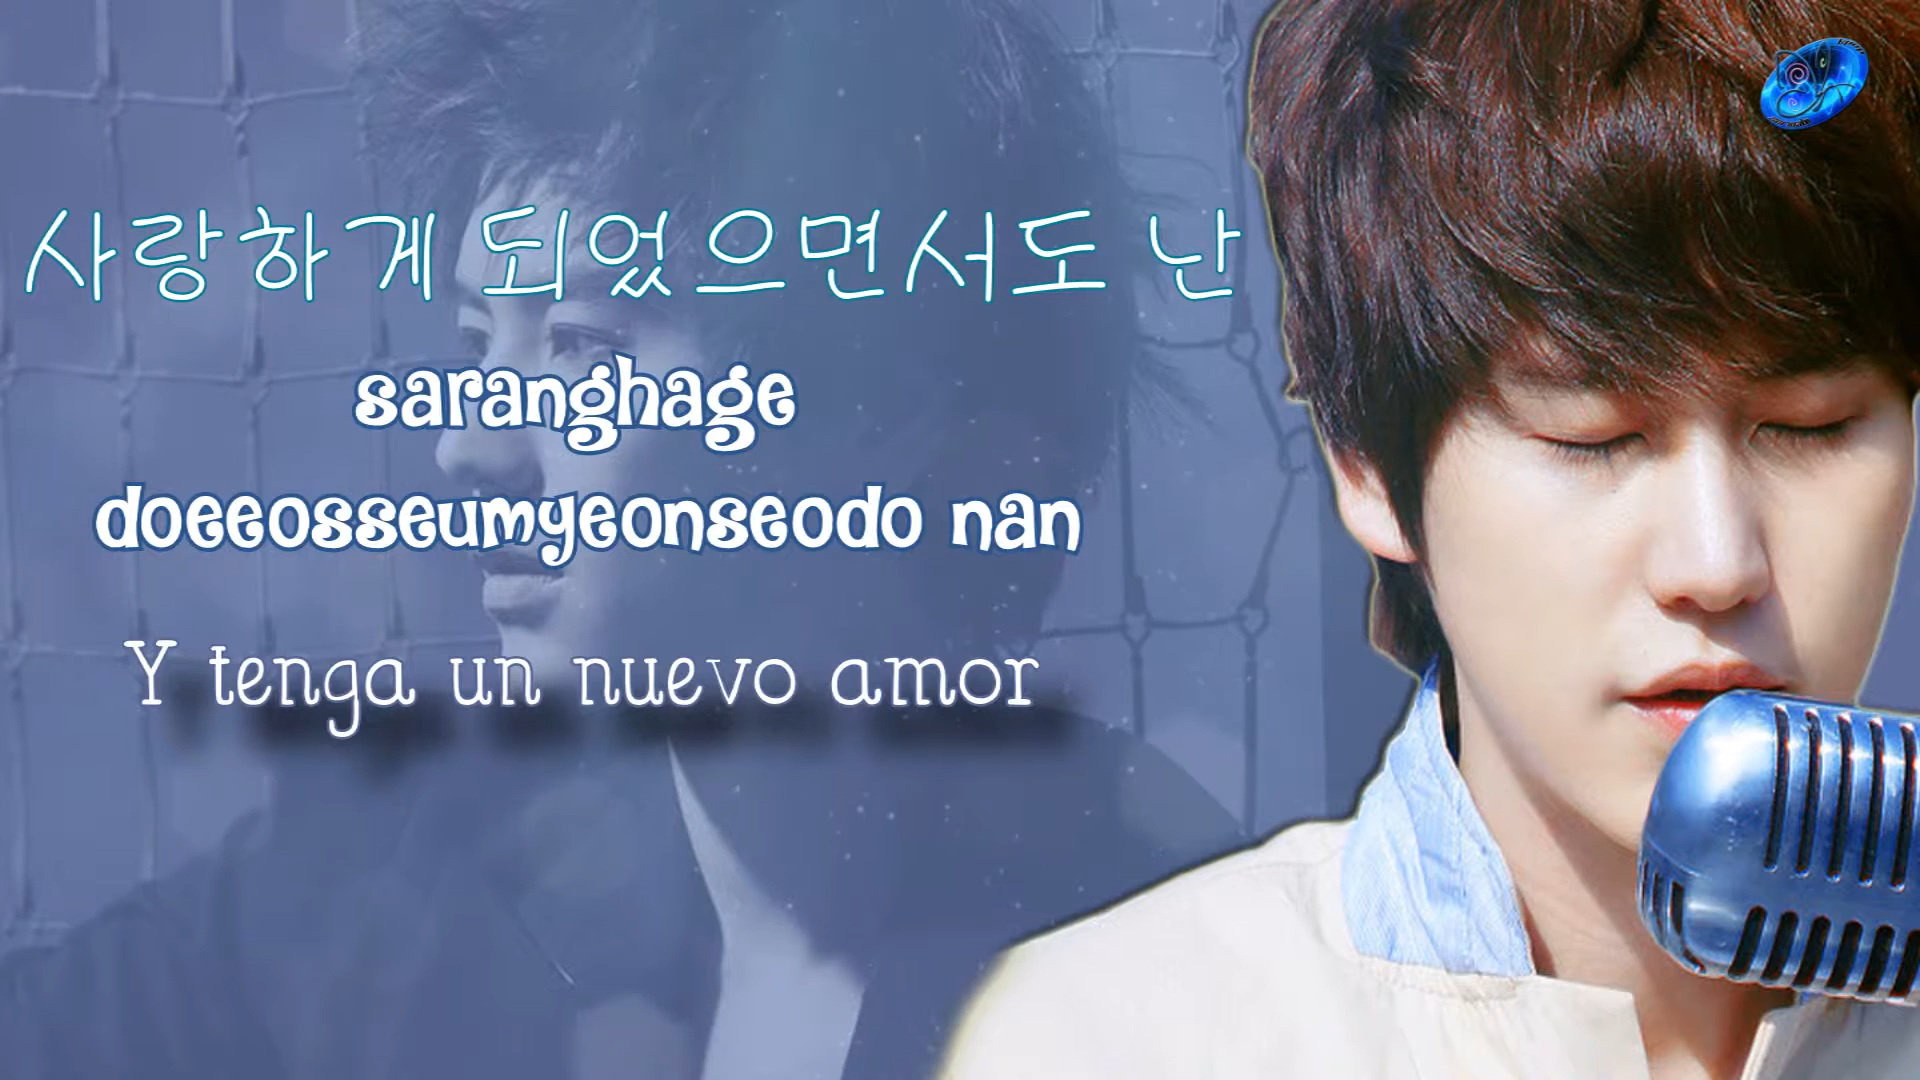 사랑하게 되었으면서도 난
saranghage
doeeosseumyeonseodo nan
Y tenga un nuevo amor